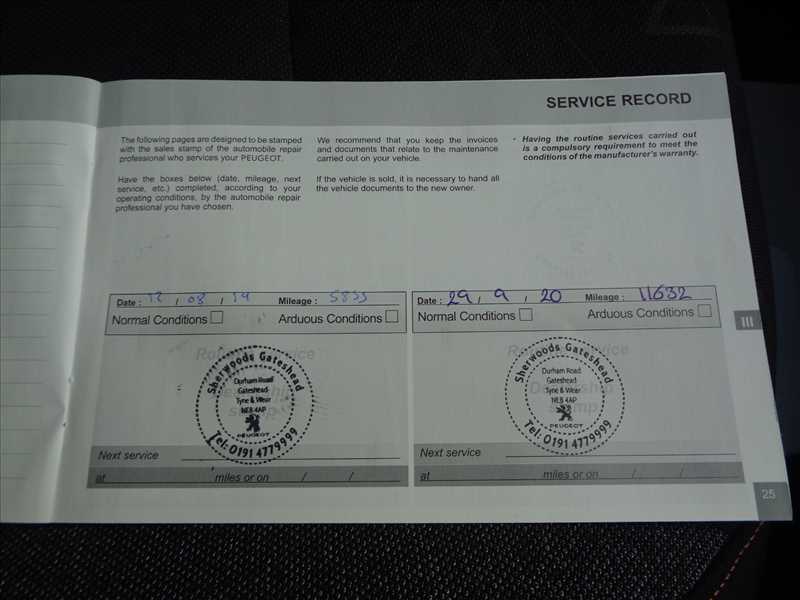 SERVICE RECORD
The following pages are designed to be stamped
with the sales stamp of the automobile repair
professional who services your PEUGEOT.
Have the boxes below (date, mileage, next
service, etc.) completed, according to your
operating conditions, by the automobile repair
professional you have chosen.
We recommend that you keep the invoices
and documents that relate to the maintenance
carried out on your vehicle.
If the vehicle is sold, it is necessary to hand all
the vehicle documents to the new owner.
- Having the routine services carried out
is a compulsory requirement to meet the
conditions of the manufacturer's warranty.
Date : 12 / 08 / 19 Mileage :
Normal Conditions Arduous Conditions
Sherwoods Gateshead
Durham Road
Gateshead
Tyne & Wear
NE8 4AP
PEUGEOT
Tel: 0191 4779999
Next service
at miles or on / /
Date : 29 / 9 / 20 Mileage : 11632
Normal Conditions Arduous Conditions
Sherwoods Gateshead
Durham Road
Gateshead
Tyne & Wear
NE8 4AP
PEUGEOT
Tel: 0191 4779999
Next service
at miles or on / /
III
25